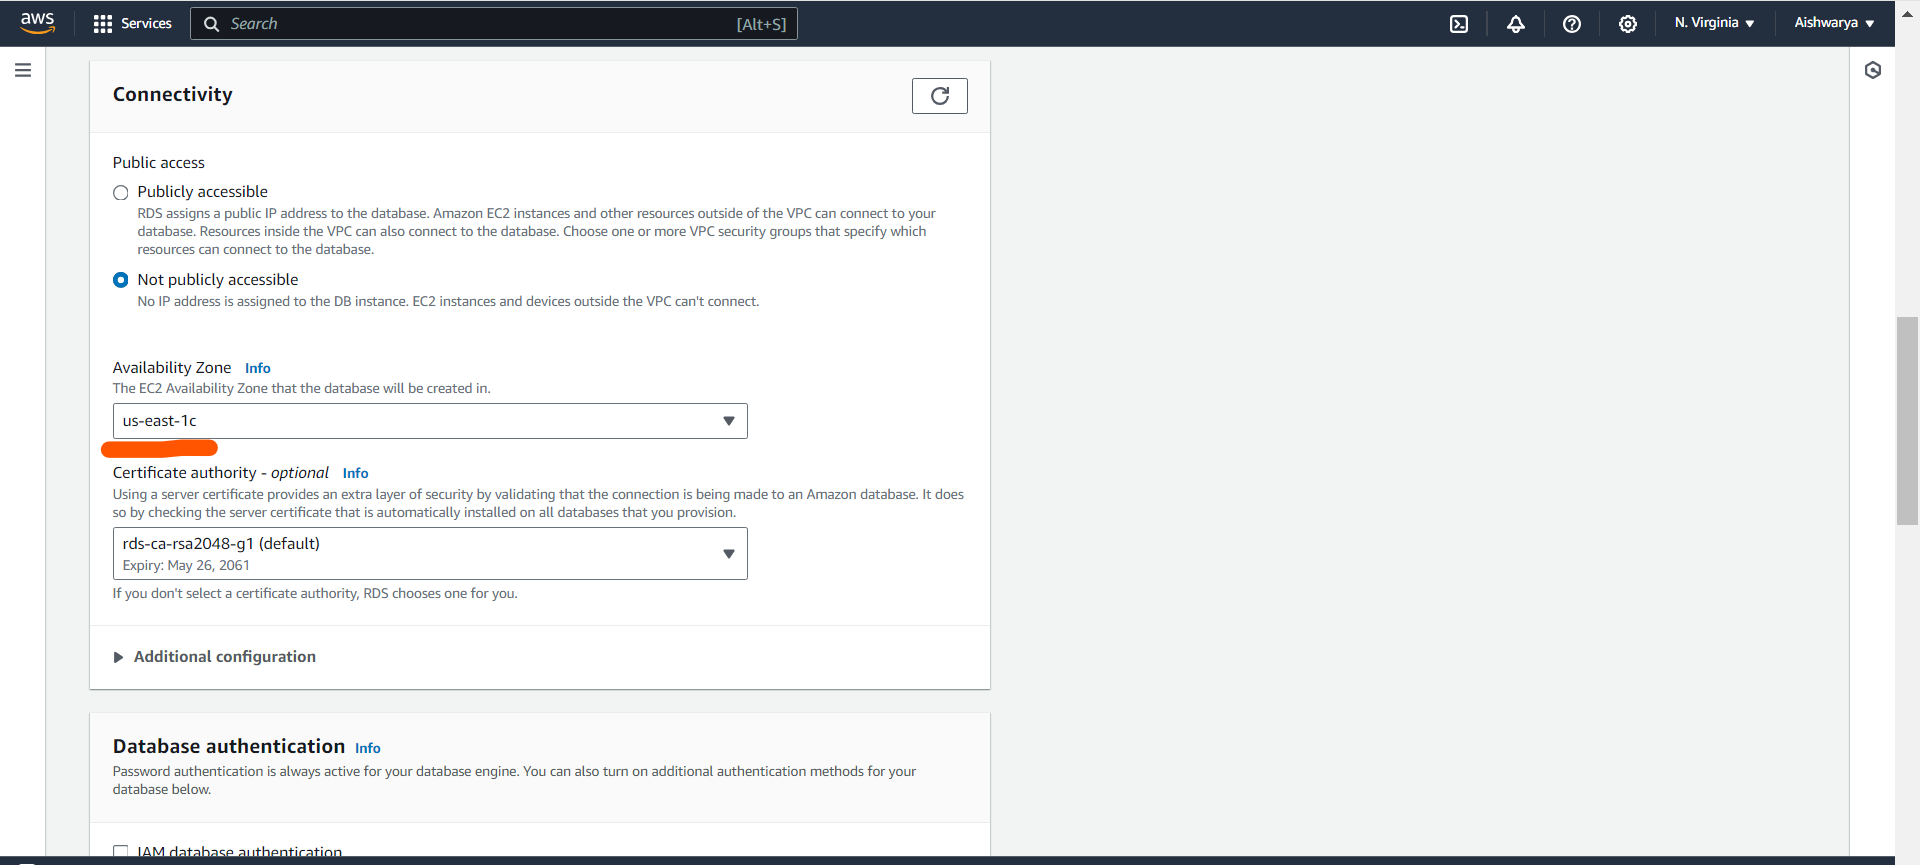 aws
Services
Search
[Alt+S]
N. Virginia
Aishwarya
Connectivity
Public access
Publicly accessible
RDS assigns a public IP address to the database. Amazon EC2 instances and other resources outside of the VPC can connect to your
database. Resources inside the VPC can also connect to the database. Choose one or more VPC security groups that specify which
resources can connect to the database.
Not publicly accessible
No IP address is assigned to the DB instance. EC2 instances and devices outside the VPC can't connect.
Availability Zone Info
The EC2 Availability Zone that the database will be created in.
us-east-1c
Certificate authority - optional Info
Using a server certificate provides an extra layer of security by validating that the connection is being made to an Amazon database. It does
so by checking the server certificate that is automatically installed on all databases that you provision.
rds-ca-rsa2048-g1 (default)
Expiry: May 26, 2061
If you don't select a certificate authority, RDS chooses one for you.
Additional configuration
Database authentication Info
Password authentication is always active for your database engine. You can also turn on additional authentication methods for your
database below.
IAM database authentication